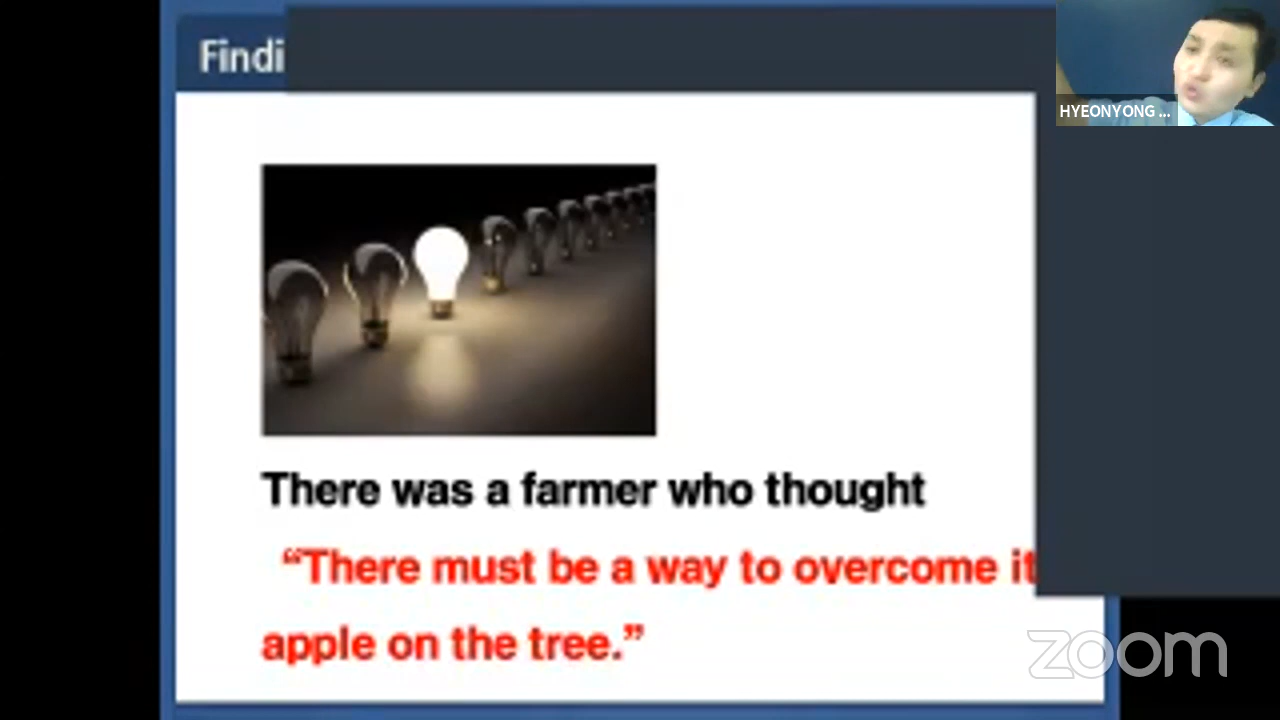 Findi
HYEONYONG ...
There was a farmer who thought
“There must be a way to overcome it
apple on the tree.”
zoom